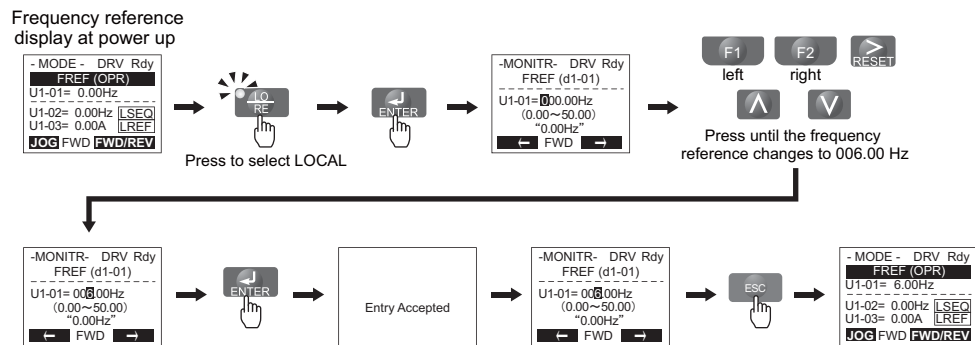 Frequency reference
display at power up
- MODE - DRV Rdy
FREF (OPR)
U1-01= 0.00Hz
U1-02= 0.00Hz LSEQ
U1-03= 0.00A LREF
JOG FWD FWD/REV
LO
RE
Press to select LOCAL
ENTER
-MONITR- DRV Rdy
FREF (d1-01)
U1-01= 000.00Hz
(0.00~50.00)
“0.00Hz”
← FWD →
F1
left
F2
right
>
RESET
∧
∨
Press until the frequency
reference changes to 006.00 Hz
-MONITR- DRV Rdy
FREF (d1-01)
U1-01= 006.00Hz
(0.00~50.00)
“0.00Hz”
← FWD →
ENTER
Entry Accepted
-MONITR- DRV Rdy
FREF (d1-01)
U1-01= 006.00Hz
(0.00~50.00)
“0.00Hz”
← FWD →
ESC
- MODE - DRV Rdy
FREF (OPR)
U1-01= 6.00Hz
U1-02= 0.00Hz LSEQ
U1-03= 0.00A LREF
JOG FWD FWD/REV